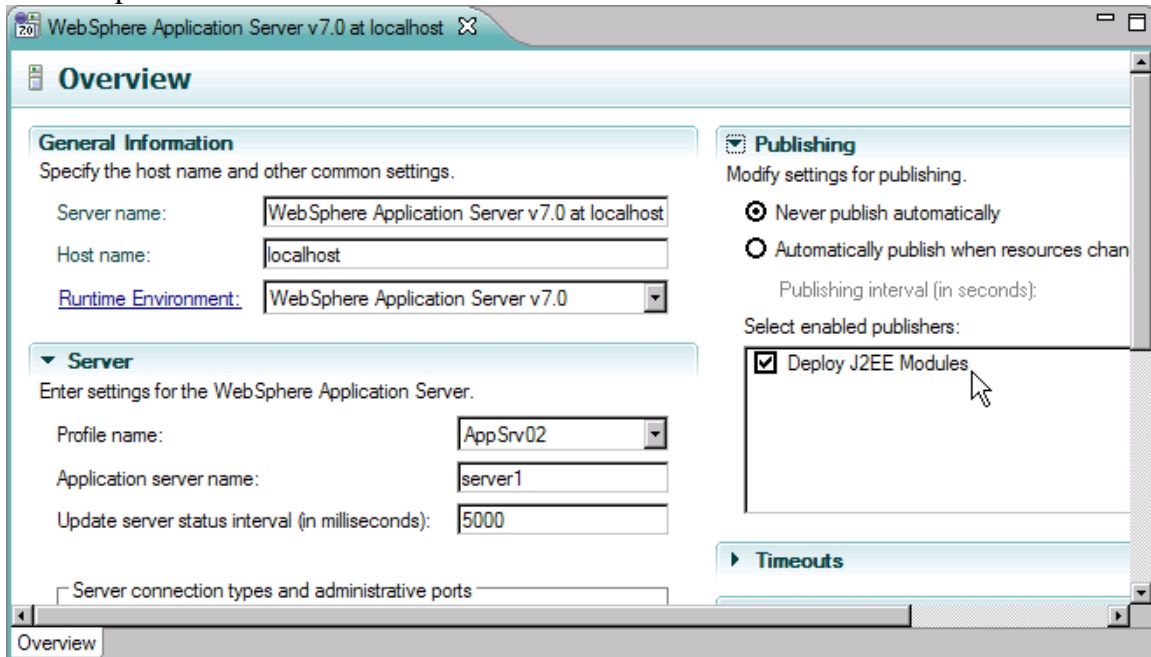 WebSphere Application Server v7.0 at localhost
Overview
General Information
Specify the host name and other common settings.
Server name: WebSphere Application Server v7.0 at localhost
Host name: localhost
Runtime Environment: WebSphere Application Server v7.0
Server
Enter settings for the WebSphere Application Server.
Profile name: AppSrv02
Application server name: server1
Update server status interval (in milliseconds): 5000
Server connection types and administrative ports
Publishing
Modify settings for publishing.
Never publish automatically
Automatically publish when resources chan
Publishing interval (in seconds):
Select enabled publishers:
Deploy J2EE Modules
Timeouts
Overview